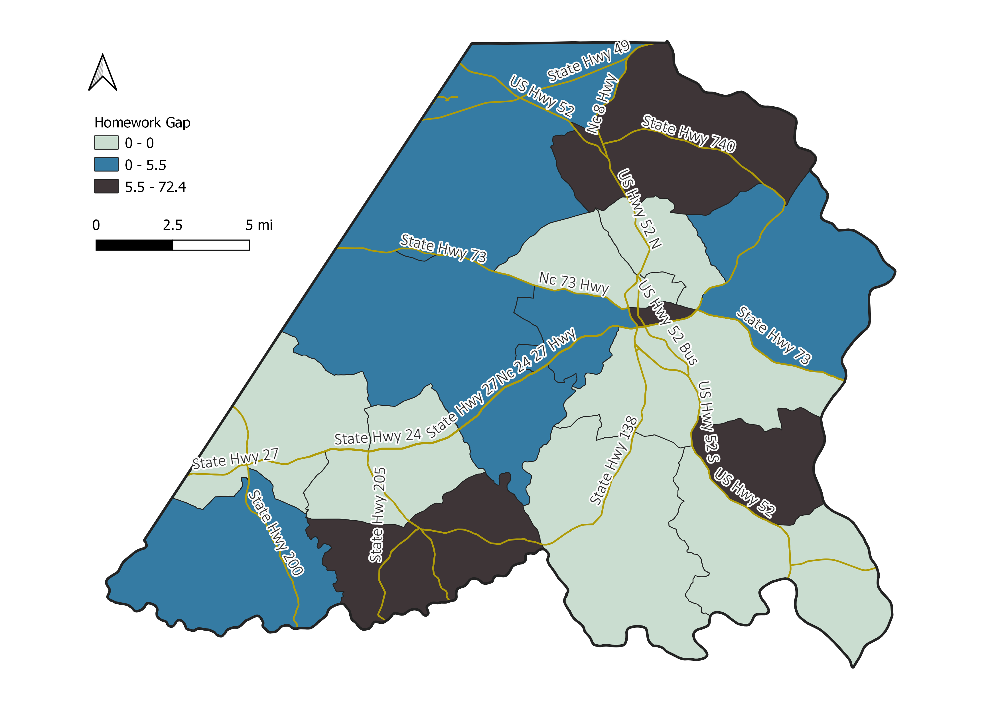 State Hwy 49
US Hwy 52
Nc 8 Hwy
Homework Gap
State Hwy 740
0 - 0
0 - 5.5
5.5 - 72.4
US Hwy 52 N
0 2.5 5 mi
State Hwy 73
Nc 73 Hwy
US Hwy 52 Bus
State Hwy 73
Nc 24 27 Hwy
State Hwy 27
US Hwy 52 S
State Hwy 24
State Hwy 138
State Hwy 27
State Hwy 205
US Hwy 52
State Hwy 200